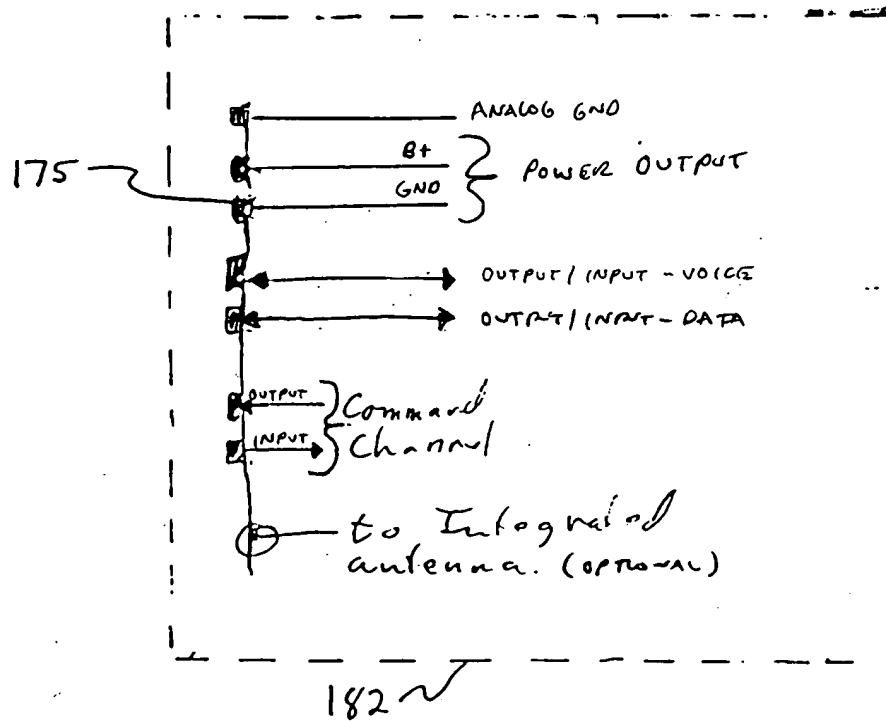 ANALOG GND
B+
POWER OUTPUT
175
GND
OUTPUT/INPUT - VOICE
OUTPUT/INPUT - DATA
OUTPUT
Command
INPUT
Channel
to Integrated
antenna. (OPTIONAL)
182